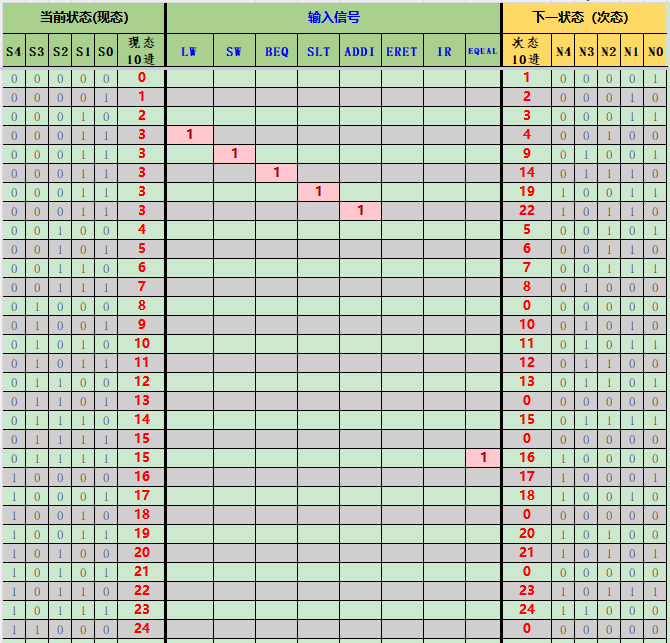 当前状态(现态) 输入信号 下一状态 (次态)
S4 S3 S2 S1 S0 现态 10进 LW SW BEQ SLT ADDI ERET IR EQUAL 次态 10进 N4 N3 N2 N1 N0
0 0 0 0 0 0 1 0 0 0 0 1
0 0 0 0 1 1 2 0 0 0 1 0
0 0 0 1 0 2 3 0 0 0 1 1
0 0 0 1 1 3 1 4 0 0 1 0 0
0 0 0 1 1 3 1 9 0 1 0 0 1
0 0 0 1 1 3 1 14 0 1 1 1 0
0 0 0 1 1 3 1 19 1 0 0 1 1
0 0 0 1 1 3 1 22 1 0 1 1 0
0 0 1 0 0 4 5 0 0 1 0 1
0 0 1 0 1 5 6 0 0 1 1 0
0 0 1 1 0 6 7 0 0 1 1 1
0 0 1 1 1 7 8 0 1 0 0 0
0 1 0 0 0 8 0 0 0 0 0 0
0 1 0 0 1 9 10 0 1 0 1 0
0 1 0 1 0 10 11 0 1 0 1 1
0 1 0 1 1 11 12 0 1 1 0 0
0 1 1 0 0 12 13 0 1 1 0 1
0 1 1 0 1 13 0 0 0 0 0 0
0 1 1 1 0 14 15 0 1 1 1 1
0 1 1 1 1 15 0 0 0 0 0 0
0 1 1 1 1 15 1 16 1 0 0 0 0
1 0 0 0 0 16 17 1 0 0 0 1
1 0 0 0 1 17 18 1 0 0 1 0
1 0 0 1 0 18 0 0 0 0 0 0
1 0 0 1 1 19 20 1 0 1 0 0
1 0 1 0 0 20 21 1 0 1 0 1
1 0 1 0 1 21 0 0 0 0 0 0
1 0 1 1 0 22 23 1 0 1 1 1
1 0 1 1 1 23 24 1 1 0 0 0
1 1 0 0 0 24 0 0 0 0 0 0